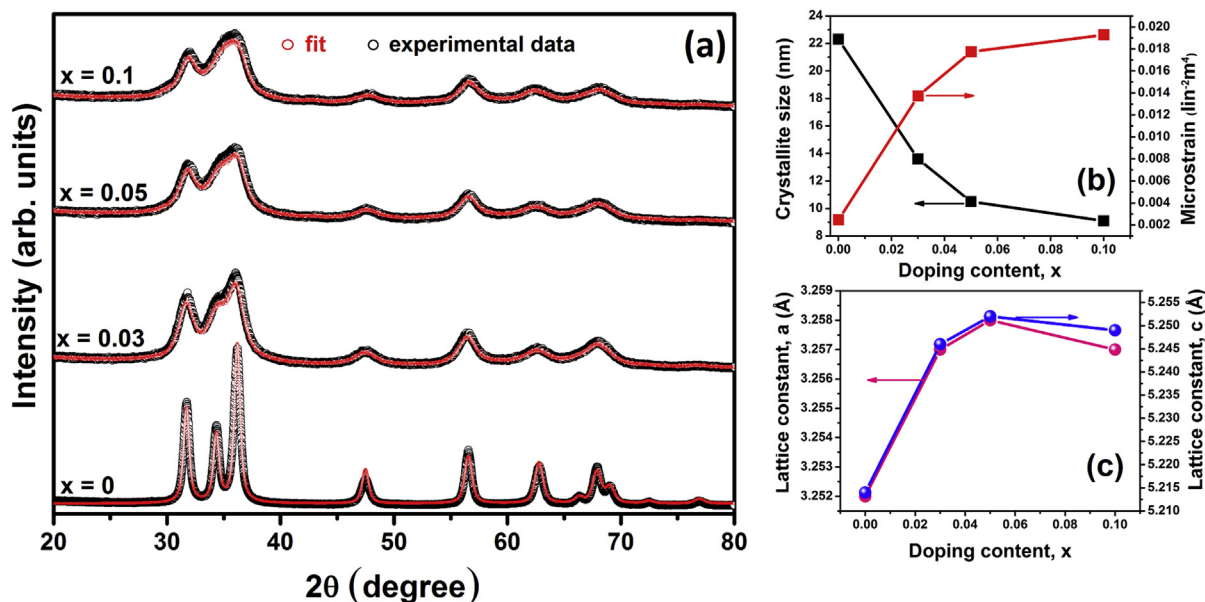 (a)
fit
experimental data
x = 0.1
x = 0.05
x = 0.03
x = 0
Intensity (arb. units)
20 30 40 50 60 70 80
2θ (degree)
Crystallite size (nm)
24
22
20
18
16
14
12
10
8
0.020
0.018
0.016
0.014
0.012
0.010
0.008
0.006
0.004
0.002
Microstrain (lin⁻²m⁴)
(b)
0.00 0.02 0.04 0.06 0.08 0.10
Doping content, x
Lattice constant, a (Å)
3.259
3.258
3.257
3.256
3.255
3.254
3.253
3.252
5.255
5.250
5.245
5.240
5.235
5.230
5.225
5.220
5.215
5.210
Lattice constant, c (Å)
(c)
0.00 0.02 0.04 0.06 0.08 0.10
Doping content, x